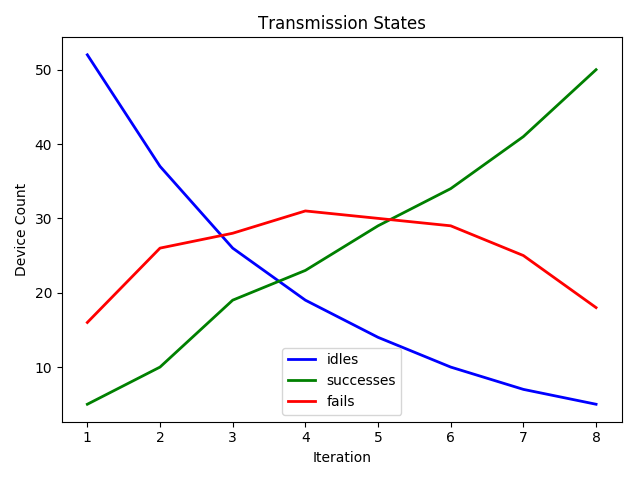 Transmission States
Device Count
50
40
30
20
10
idles
successes
fails
1 2 3 4 5 6 7 8
Iteration